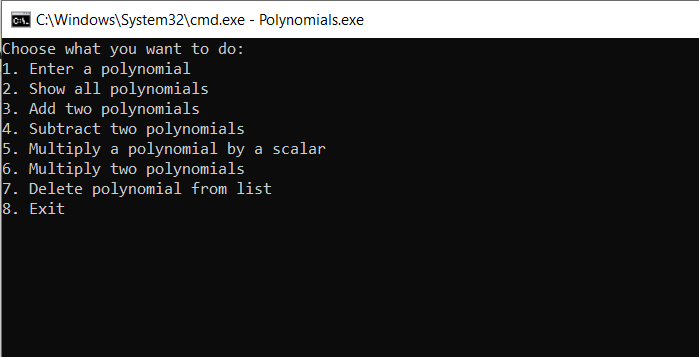 C:\Windows\System32\cmd.exe - Polynomials.exe
Choose what you want to do:
1. Enter a polynomial
2. Show all polynomials
3. Add two polynomials
4. Subtract two polynomials
5. Multiply a polynomial by a scalar
6. Multiply two polynomials
7. Delete polynomial from list
8. Exit